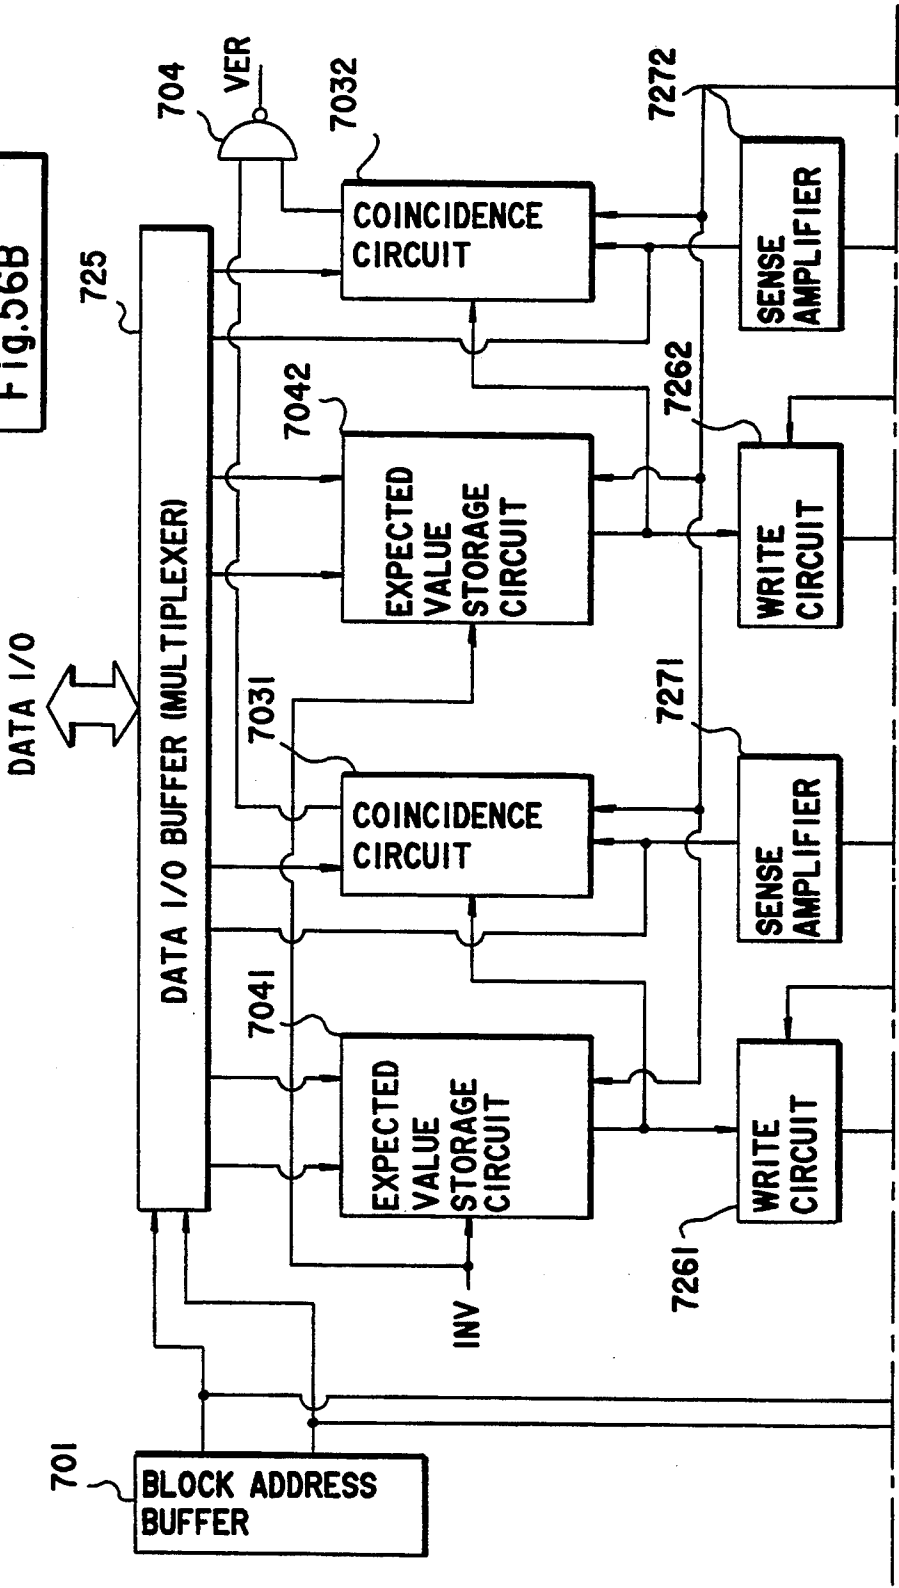 Fig.56B
DATA I/O
725
DATA I/O BUFFER (MULTIPLEXER)
701
BLOCK ADDRESS
BUFFER
704
VER
7041
EXPECTED
VALUE
STORAGE
CIRCUIT
7031
COINCIDENCE
CIRCUIT
7042
EXPECTED
VALUE
STORAGE
CIRCUIT
7032
COINCIDENCE
CIRCUIT
INV
7261
WRITE
CIRCUIT
7271
SENSE
AMPLIFIER
7262
WRITE
CIRCUIT
7272
SENSE
AMPLIFIER